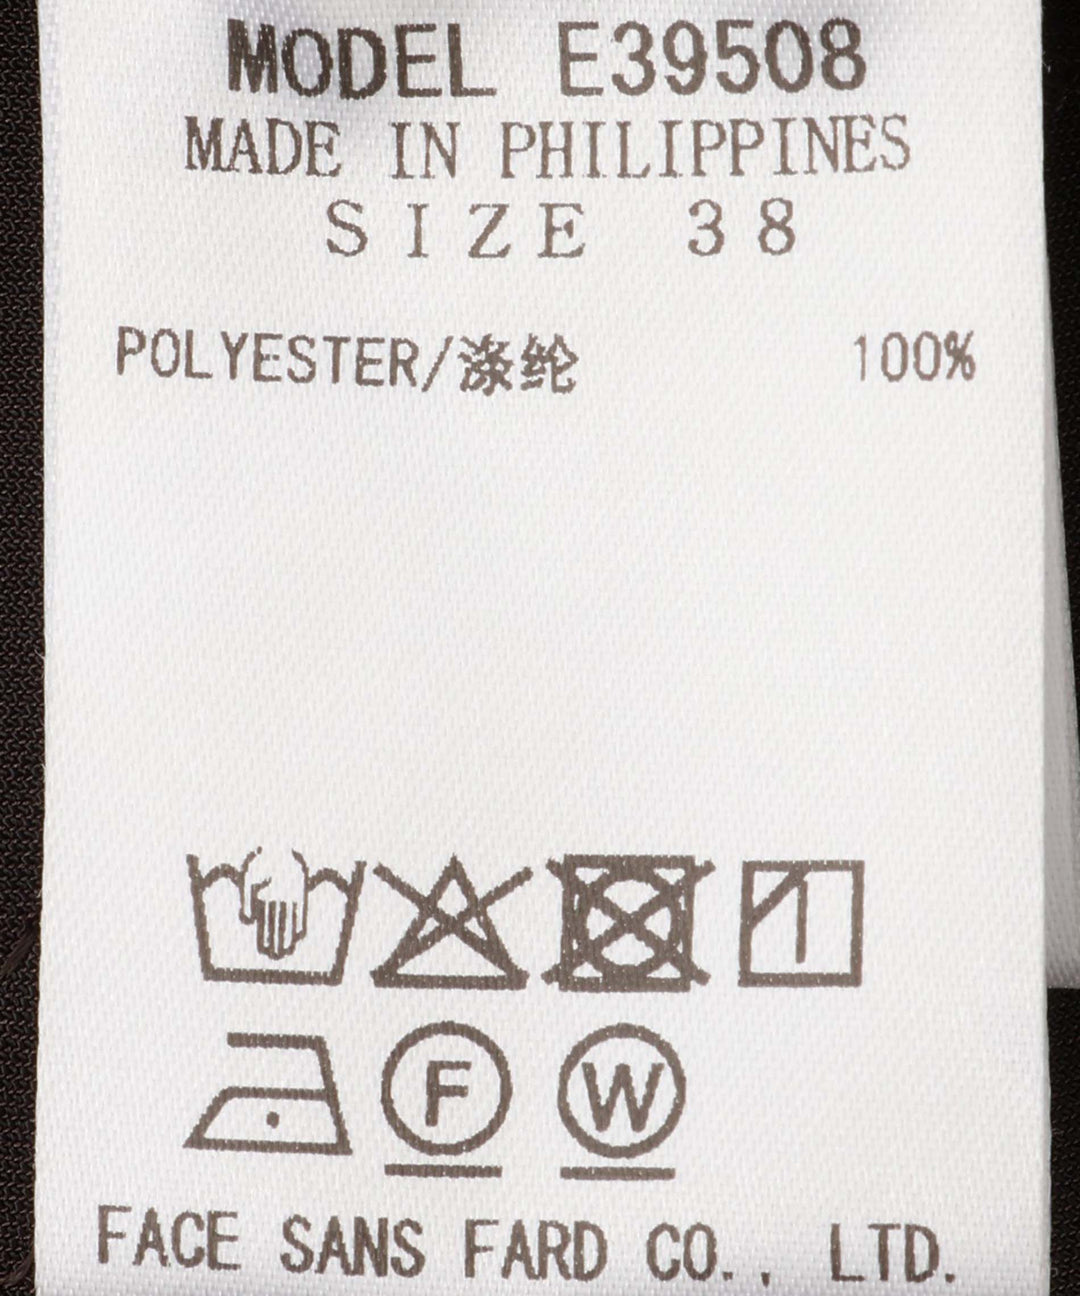 MODEL E39508
MADE IN PHILIPPINES
SIZE 38
POLYESTER/涤纶 100%
F W
FACE SANS FARD CO., LTD.